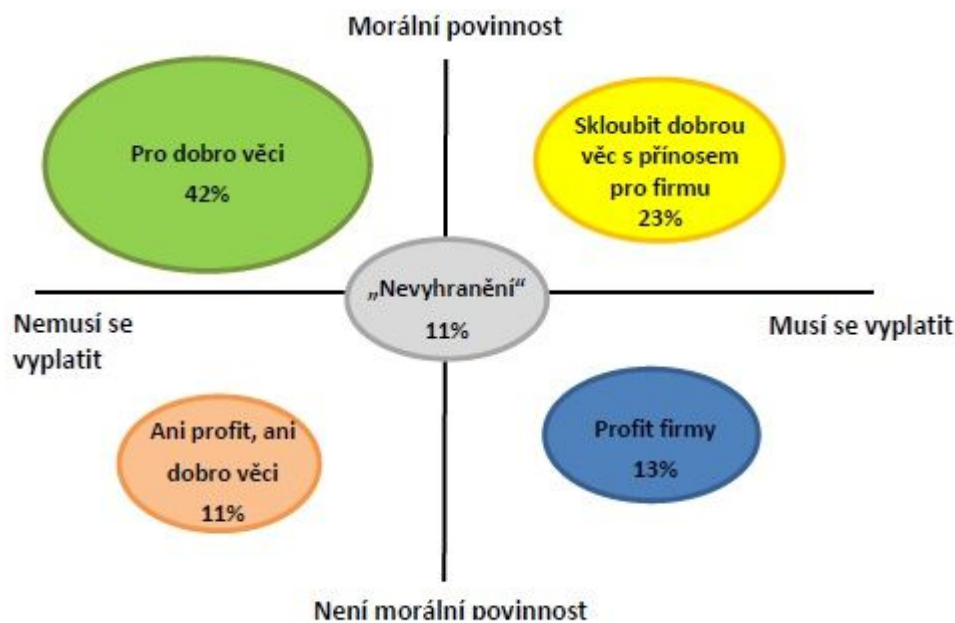 Morální povinnost
Pro dobro věci
42%
Skloubit dobrou
věc s přínosem
pro firmu
23%
„Nevyhranění“
11%
Nemusí se
vyplatit
Musí se vyplatit
Ani profit, ani
dobro věci
11%
Profit firmy
13%
Není morální povinnost